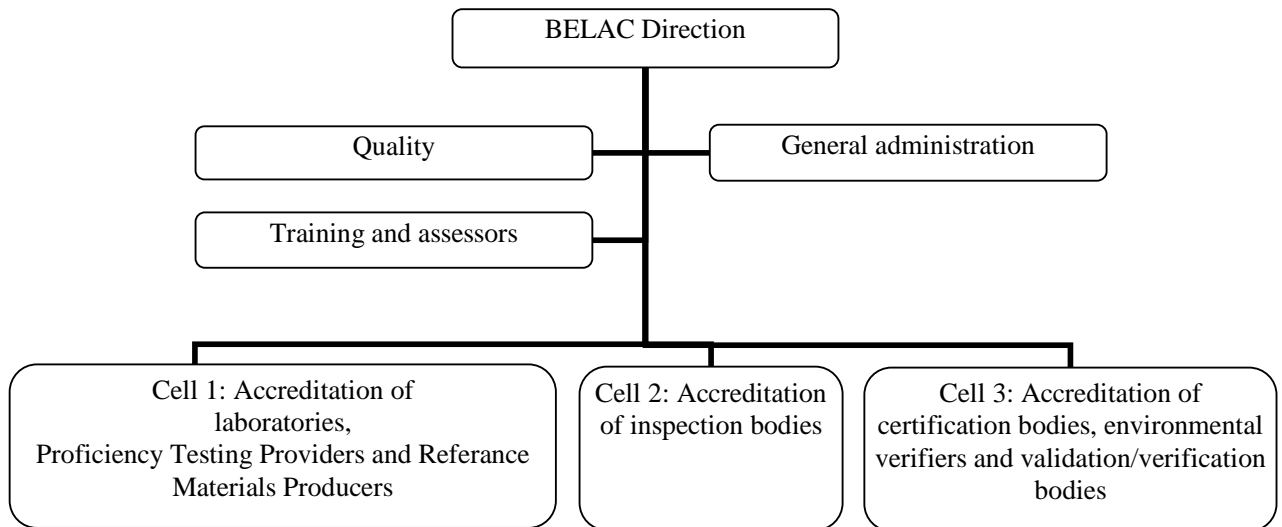 BELAC Direction
Quality
General administration
Training and assessors
Cell 1: Accreditation of
laboratories,
Proficiency Testing Providers and Referance
Materials Producers
Cell 2: Accreditation
of inspection bodies
Cell 3: Accreditation of
certification bodies, environmental
verifiers and validation/verification
bodies